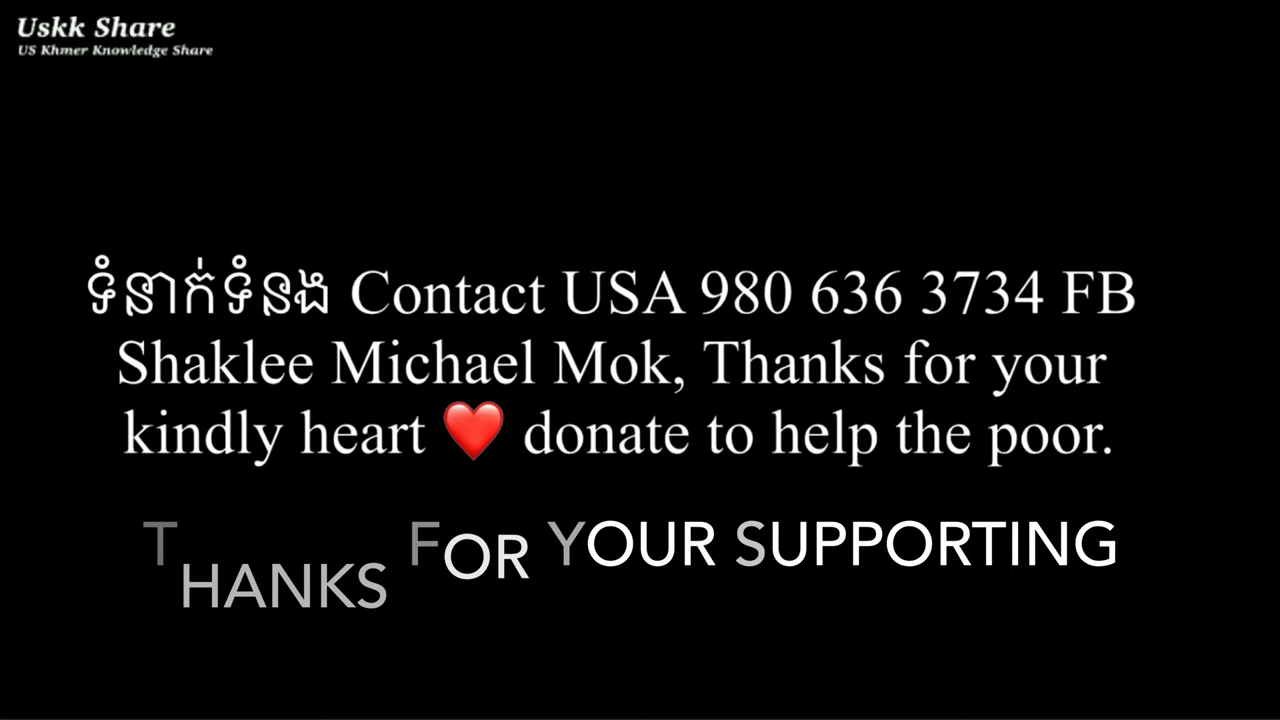 Uskk Share
US Khmer Knowledge Share
ទំនាក់ទំនង Contact USA 980 636 3734 FB
Shaklee Michael Mok, Thanks for your
kindly heart ❤️ donate to help the poor.
THANKS FOR YOUR SUPPORTING